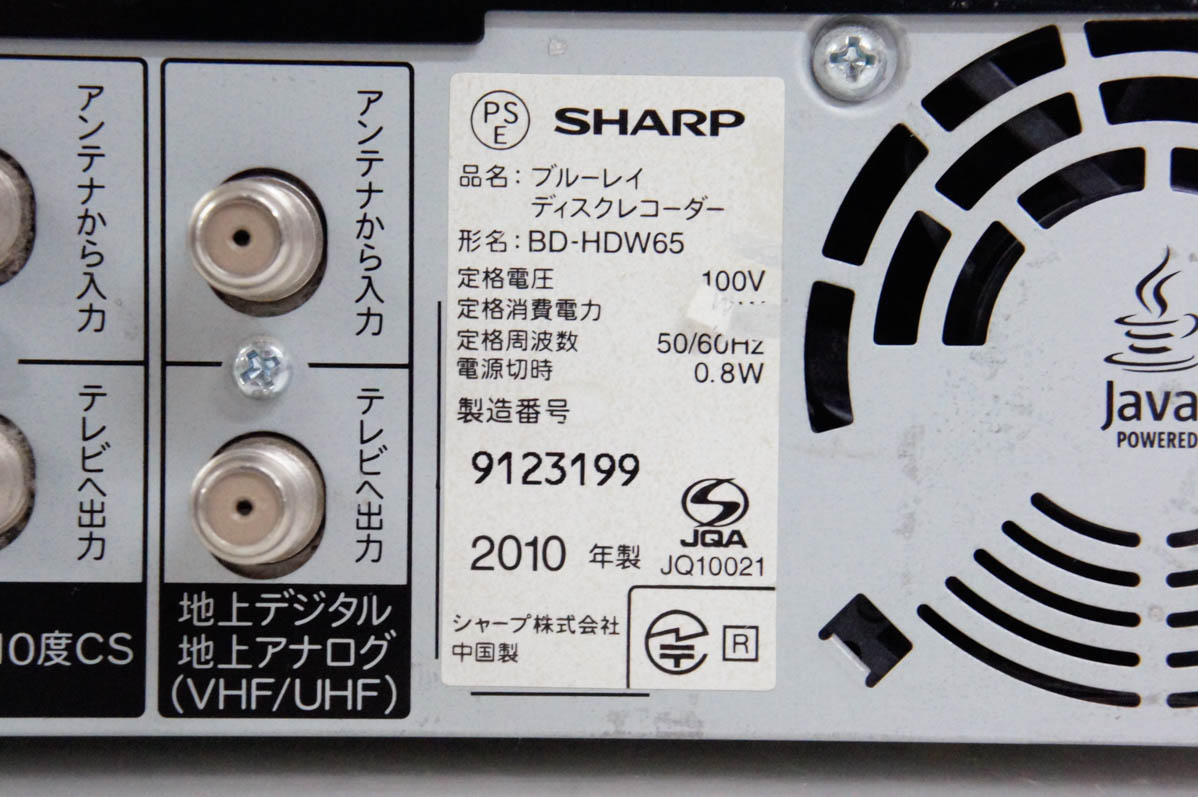 アンテナから入力
テレビへ出力
10度CS
アンテナから入力
テレビへ出力
地上デジタル
地上アナログ
(VHF/UHF)
PS
E
SHARP
品名：ブルーレイ
ディスクレコーダー
形名：BD-HDW65
定格電圧 100V
定格消費電力
定格周波数 50/60Hz
電源切時 0.8W
製造番号
9123199
2010 年製
JQA
JQ10021
シャープ株式会社
中国製
R
Java
POWERED